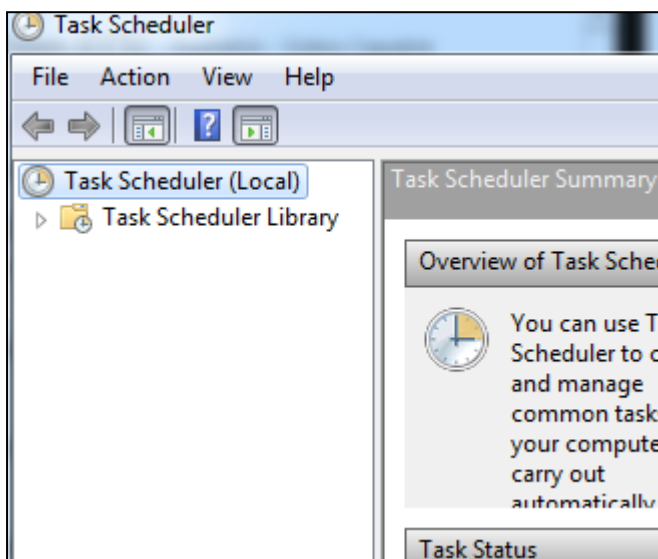 Task Scheduler
File Action View Help
Task Scheduler (Local)
Task Scheduler Library
Task Scheduler Summary
Overview of Task Sche
You can use T
Scheduler to c
and manage
common task
your compute
carry out
automatically
Task Status